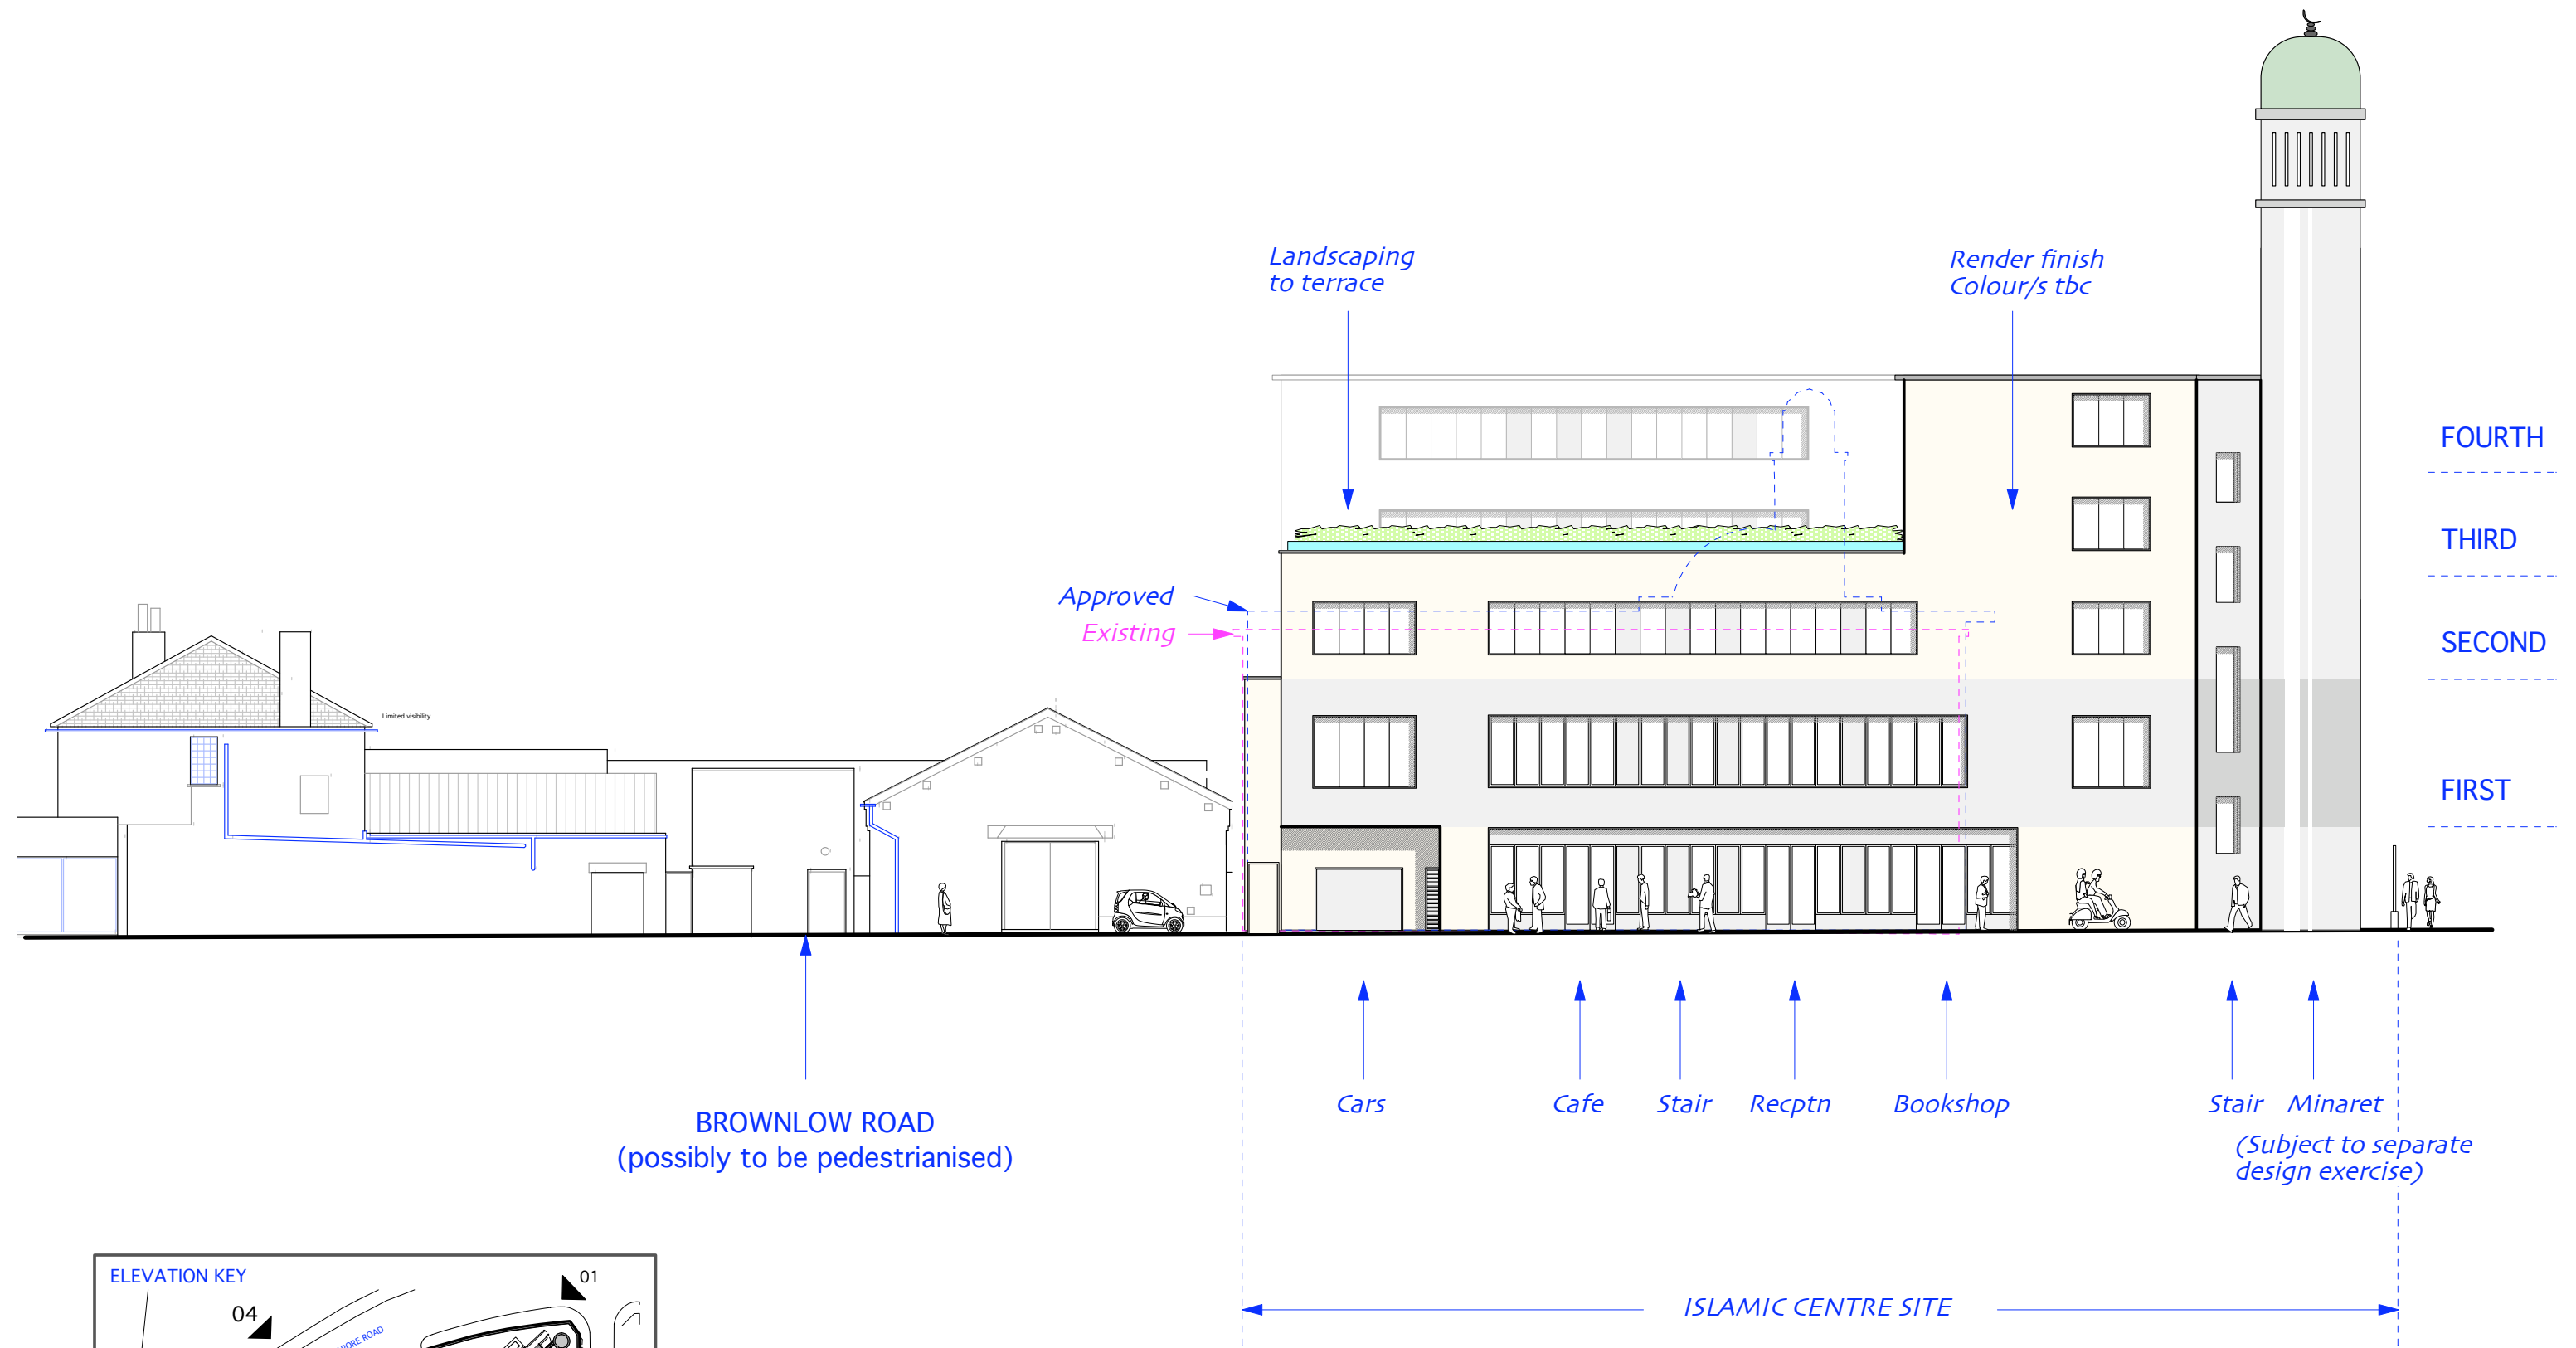 Landscaping
to terrace
Render finish
Colour/s tbc
FOURTH
THIRD
Approved
Existing
SECOND
Limited visibility
FIRST
Cars
Cafe
Stair
Recptn
Bookshop
Stair
Minaret
(Subject to separate
design exercise)
BROWNLOW ROAD
(possibly to be pedestrianised)
ISLAMIC CENTRE SITE
ELEVATION KEY
01
04
ROAD